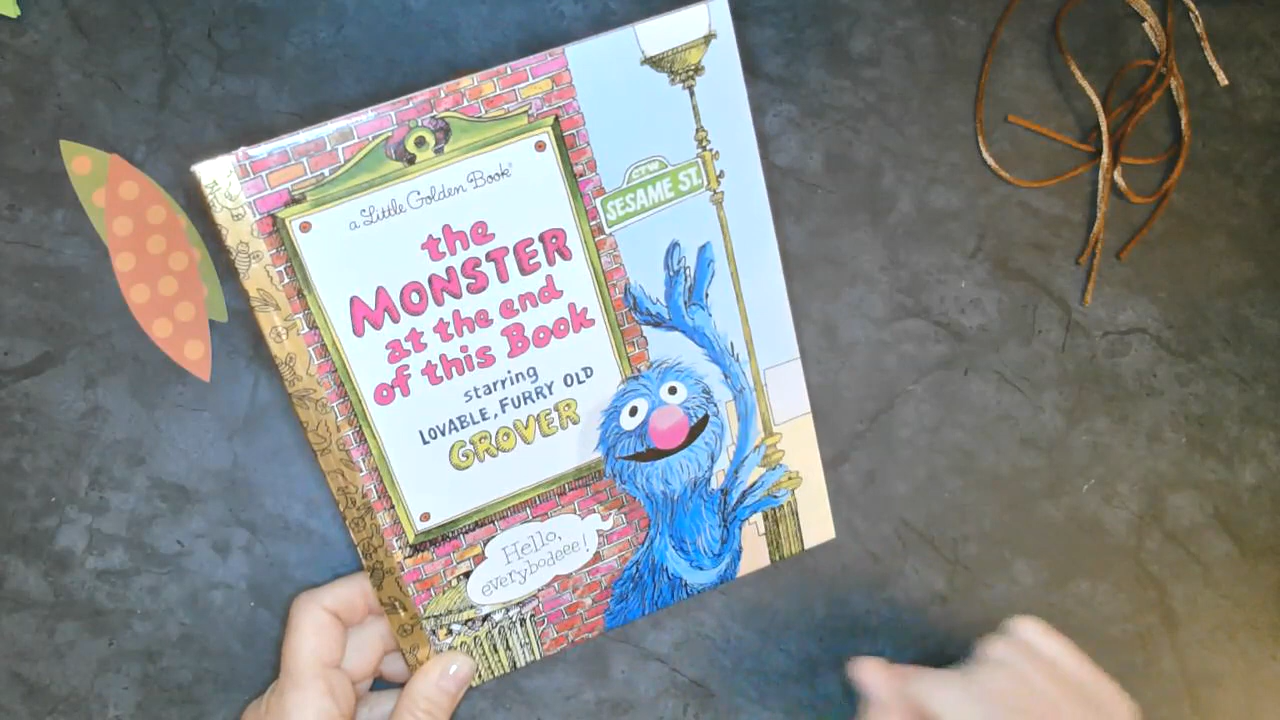 a Little Golden Book®
the
MONSTER
at the end
of this Book
starring
LOVABLE, FURRY OLD
GROVER
Hello,
everybodeee!
CTW
SESAME ST.